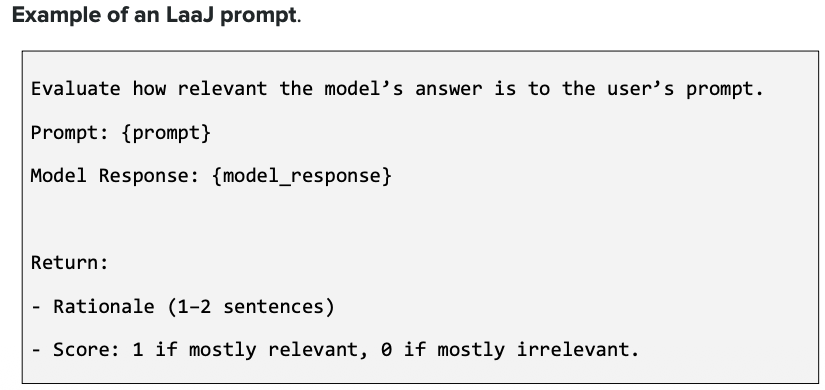 Example of an LaaJ prompt.
Evaluate how relevant the model’s answer is to the user’s prompt.
Prompt: {prompt}
Model Response: {model_response}
Return:
- Rationale (1–2 sentences)
- Score: 1 if mostly relevant, 0 if mostly irrelevant.